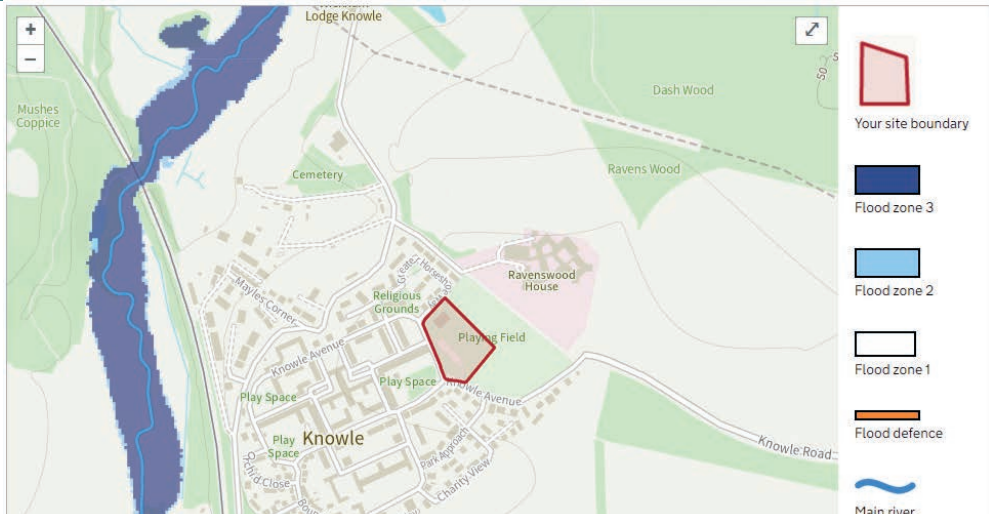 +
−
Lodge Knowle
Mushes
Coppice
Dash Wood
Cemetery
Ravens Wood
Ravenswood
House
Greater Horsesho
Mayles Corner
Religious
Grounds
Playing Field
Knowle Avenue
Play Space
Knowle Avenue
Play Space
Play
Space
Knowle
Park Approach
Charity View
Knowle Road
Your site boundary
Flood zone 3
Flood zone 2
Flood zone 1
Flood defence
Main river